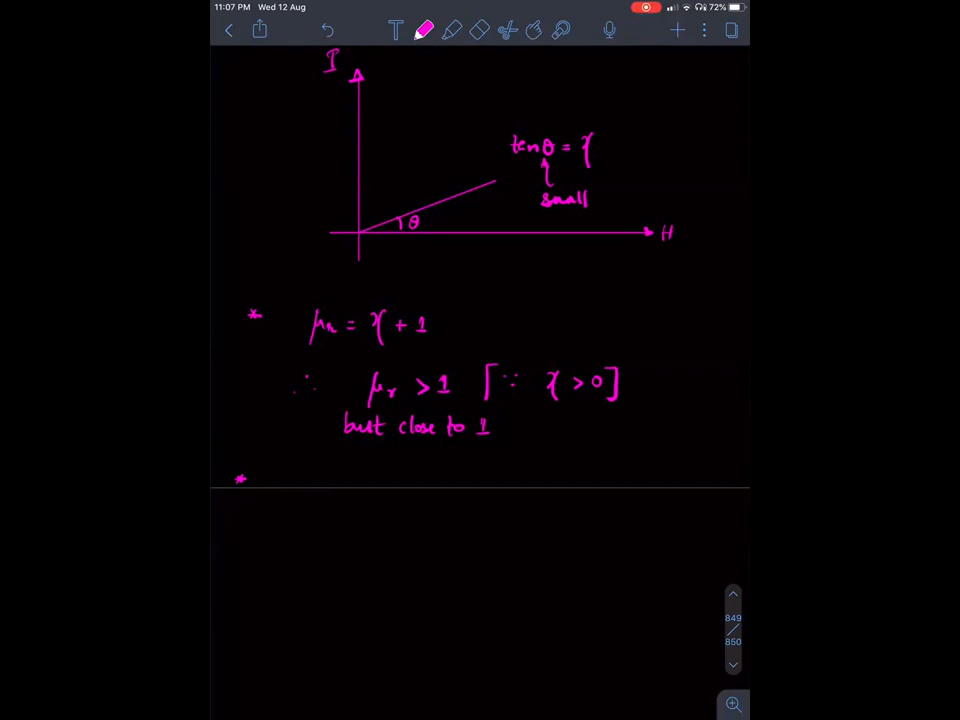 11:07 PM Wed 12 Aug 72%
T
I
tenθ = χ
small
θ
H
* μr = χ + 1
∴ μr > 1 [∵ χ > 0]
but close to 1
*
849
850